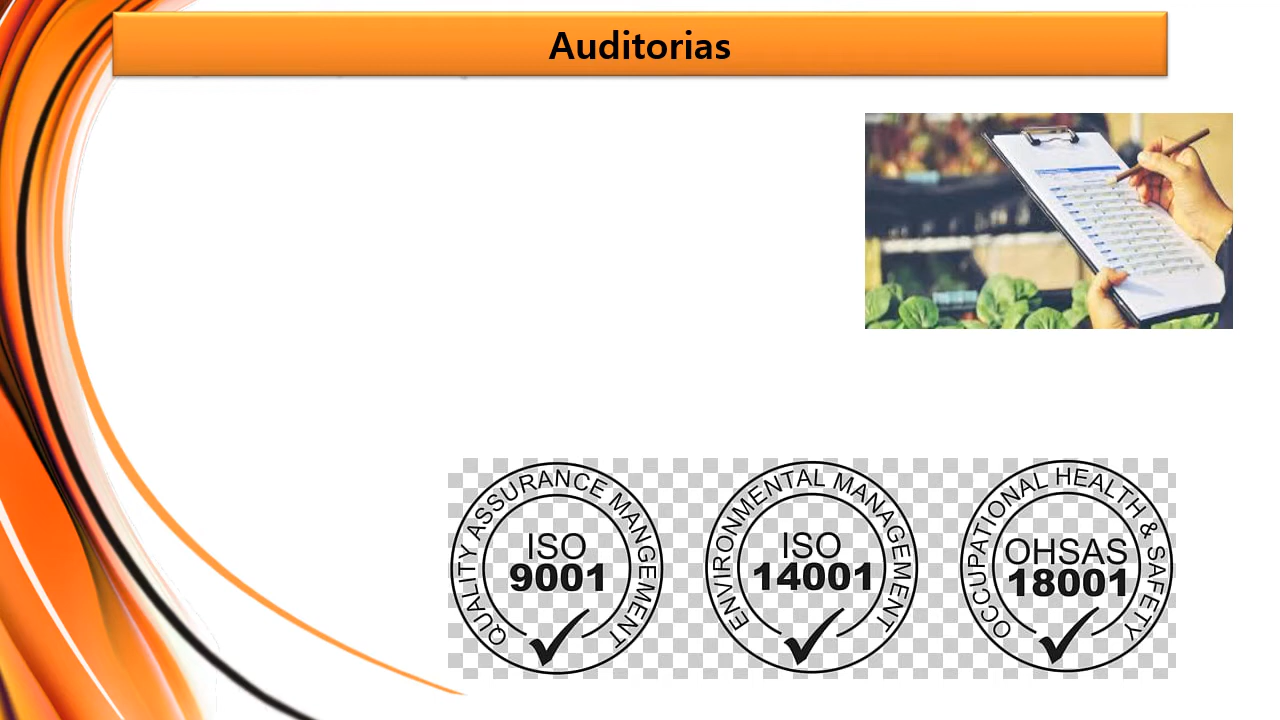 Auditorias
QUALITY ASSURANCE MANGEMENT
ISO
9001
ENVIRONMENTAL MANAGEMENT
ISO
14001
OCCUPATIONAL HEALTH & SAFETY
OHSAS
18001